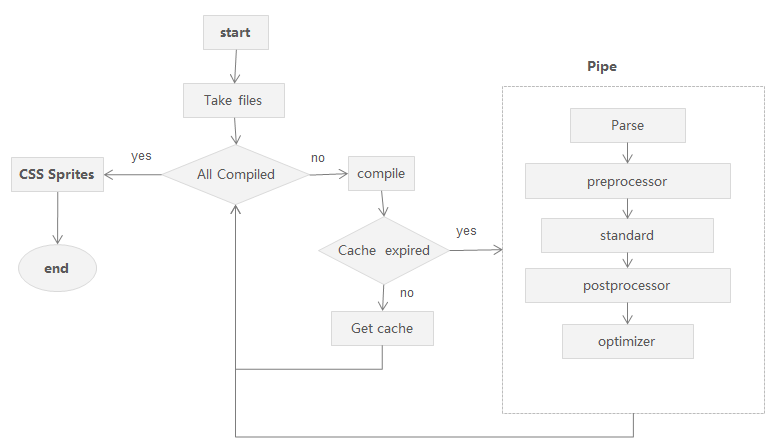 start
Pipe
Take files
Parse
yes
no
CSS Sprites
All Compiled
compile
preprocessor
yes
standard
Cache expired
end
no
postprocessor
Get cache
optimizer